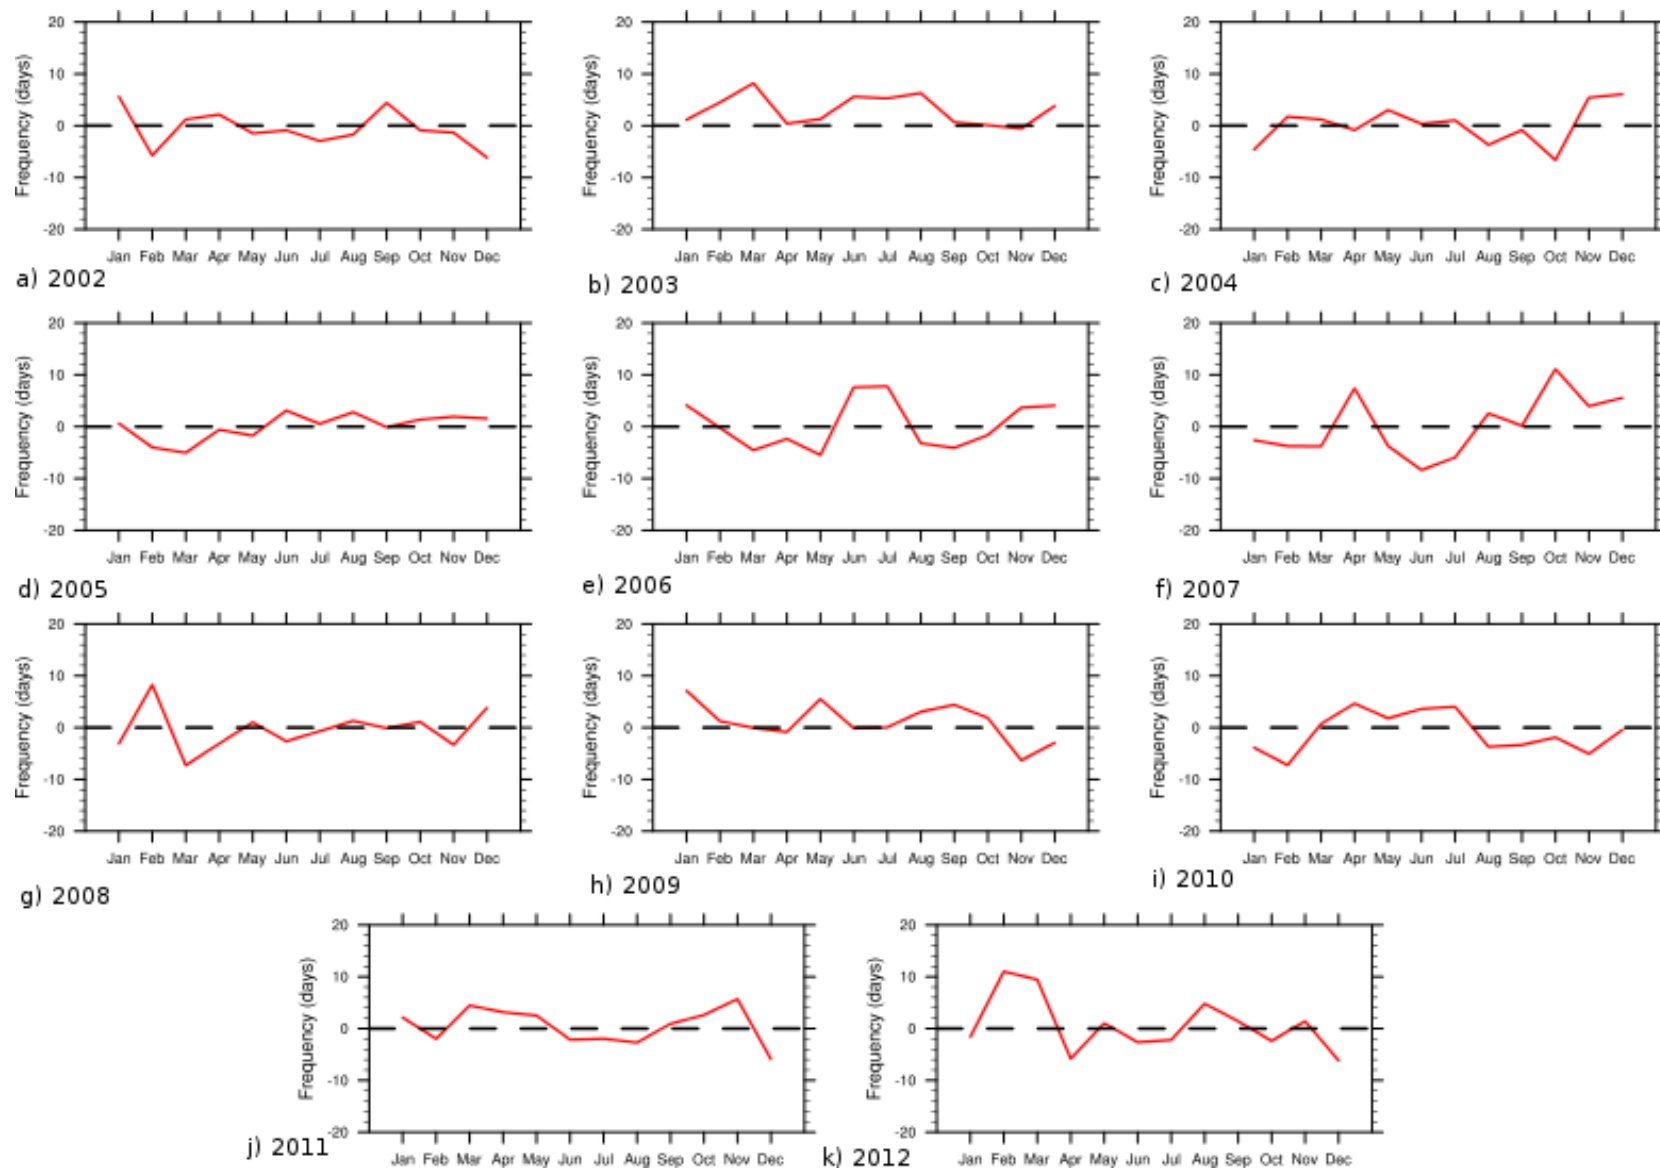 20 20 20
10 10 10
0 0 0
-10 -10 -10
-20 -20 -20
Frequency (days) Frequency (days) Frequency (days)
Jan Feb Mar Apr May Jun Jul Aug Sep Oct Nov Dec Jan Feb Mar Apr May Jun Jul Aug Sep Oct Nov Dec Jan Feb Mar Apr May Jun Jul Aug Sep Oct Nov Dec
a) 2002 b) 2003 c) 2004
20 20 20
10 10 10
0 0 0
-10 -10 -10
-20 -20 -20
Frequency (days) Frequency (days) Frequency (days)
Jan Feb Mar Apr May Jun Jul Aug Sep Oct Nov Dec Jan Feb Mar Apr May Jun Jul Aug Sep Oct Nov Dec Jan Feb Mar Apr May Jun Jul Aug Sep Oct Nov Dec
d) 2005 e) 2006 f) 2007
20 20 20
10 10 10
0 0 0
-10 -10 -10
-20 -20 -20
Frequency (days) Frequency (days) Frequency (days)
Jan Feb Mar Apr May Jun Jul Aug Sep Oct Nov Dec Jan Feb Mar Apr May Jun Jul Aug Sep Oct Nov Dec Jan Feb Mar Apr May Jun Jul Aug Sep Oct Nov Dec
g) 2008 h) 2009 i) 2010
20 20
10 10
0 0
-10 -10
-20 -20
Frequency (days) Frequency (days)
Jan Feb Mar Apr May Jun Jul Aug Sep Oct Nov Dec Jan Feb Mar Apr May Jun Jul Aug Sep Oct Nov Dec
j) 2011 k) 2012